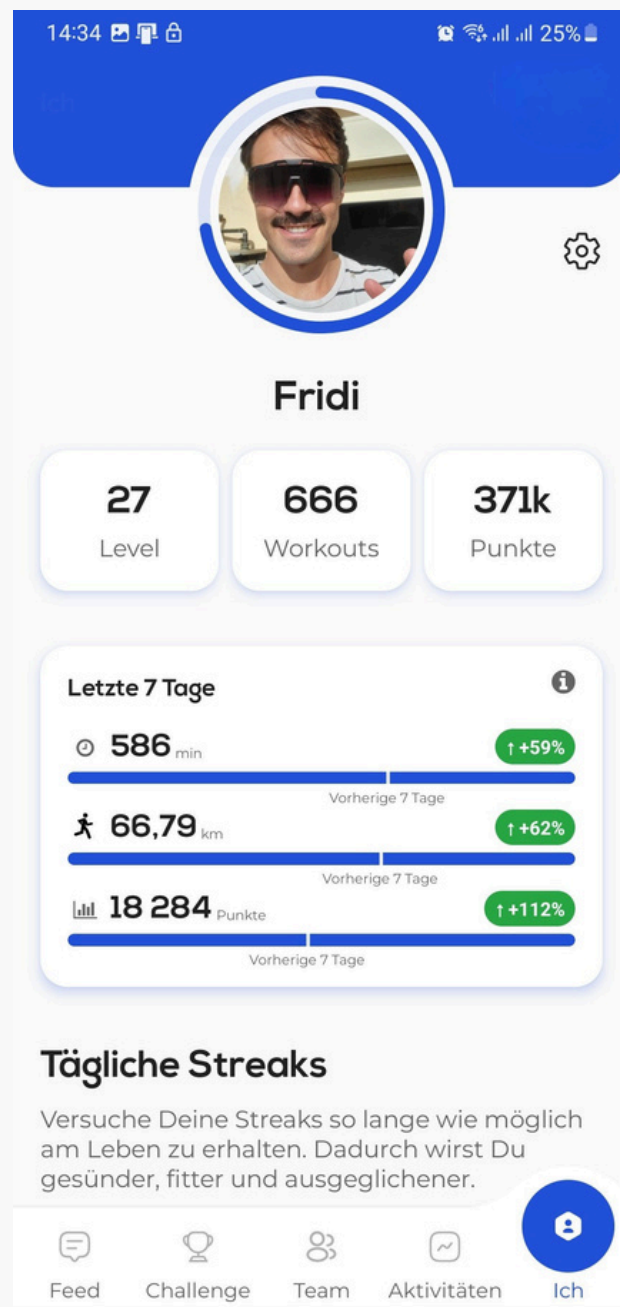 14:34 25%
Ich
Fridi
27 666 371k
Level Workouts Punkte
Letzte 7 Tage
586 min ↑ +59%
Vorherige 7 Tage
66,79 km ↑ +62%
Vorherige 7 Tage
18 284 Punkte ↑ +112%
Vorherige 7 Tage
Tägliche Streaks
Versuche Deine Streaks so lange wie möglich
am Leben zu erhalten. Dadurch wirst Du
gesünder, fitter und ausgeglichener.
Feed Challenge Team Aktivitäten Ich